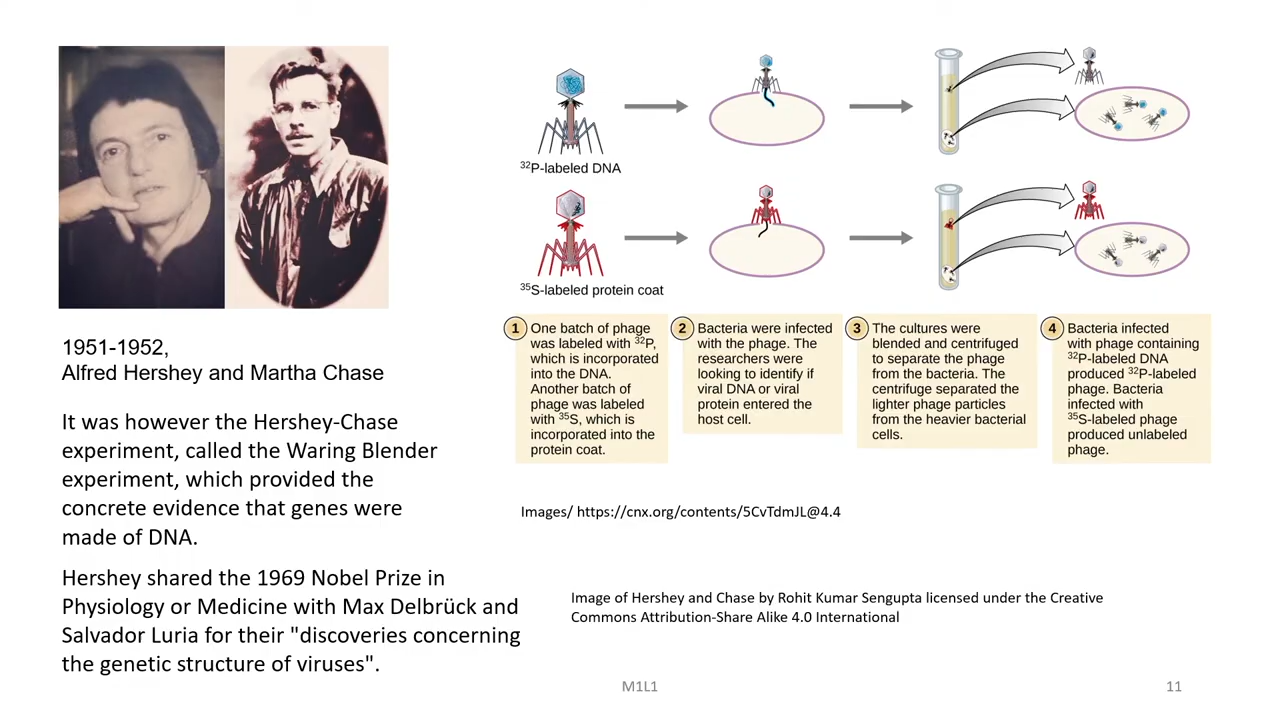 1951-1952,
Alfred Hershey and Martha Chase
It was however the Hershey-Chase
experiment, called the Waring Blender
experiment, which provided the
concrete evidence that genes were
made of DNA.
Hershey shared the 1969 Nobel Prize in
Physiology or Medicine with Max Delbrück and
Salvador Luria for their "discoveries concerning
the genetic structure of viruses".
³²P-labeled DNA
³⁵S-labeled protein coat
1
One batch of phage
was labeled with ³²P,
which is incorporated
into the DNA.
Another batch of
phage was labeled
with ³⁵S, which is
incorporated into the
protein coat.
2
Bacteria were infected
with the phage. The
researchers were
looking to identify if
viral DNA or viral
protein entered the
host cell.
3
The cultures were
blended and centrifuged
to separate the phage
from the bacteria. The
centrifuge separated the
lighter phage particles
from the heavier bacterial
cells.
4
Bacteria infected
with phage containing
³²P-labeled DNA
produced ³²P-labeled
phage. Bacteria
infected with
³⁵S-labeled phage
produced unlabeled
phage.
Images/ https://cnx.org/contents/5CvTdmJL@4.4
Image of Hershey and Chase by Rohit Kumar Sengupta licensed under the Creative
Commons Attribution-Share Alike 4.0 International
M1L1
11